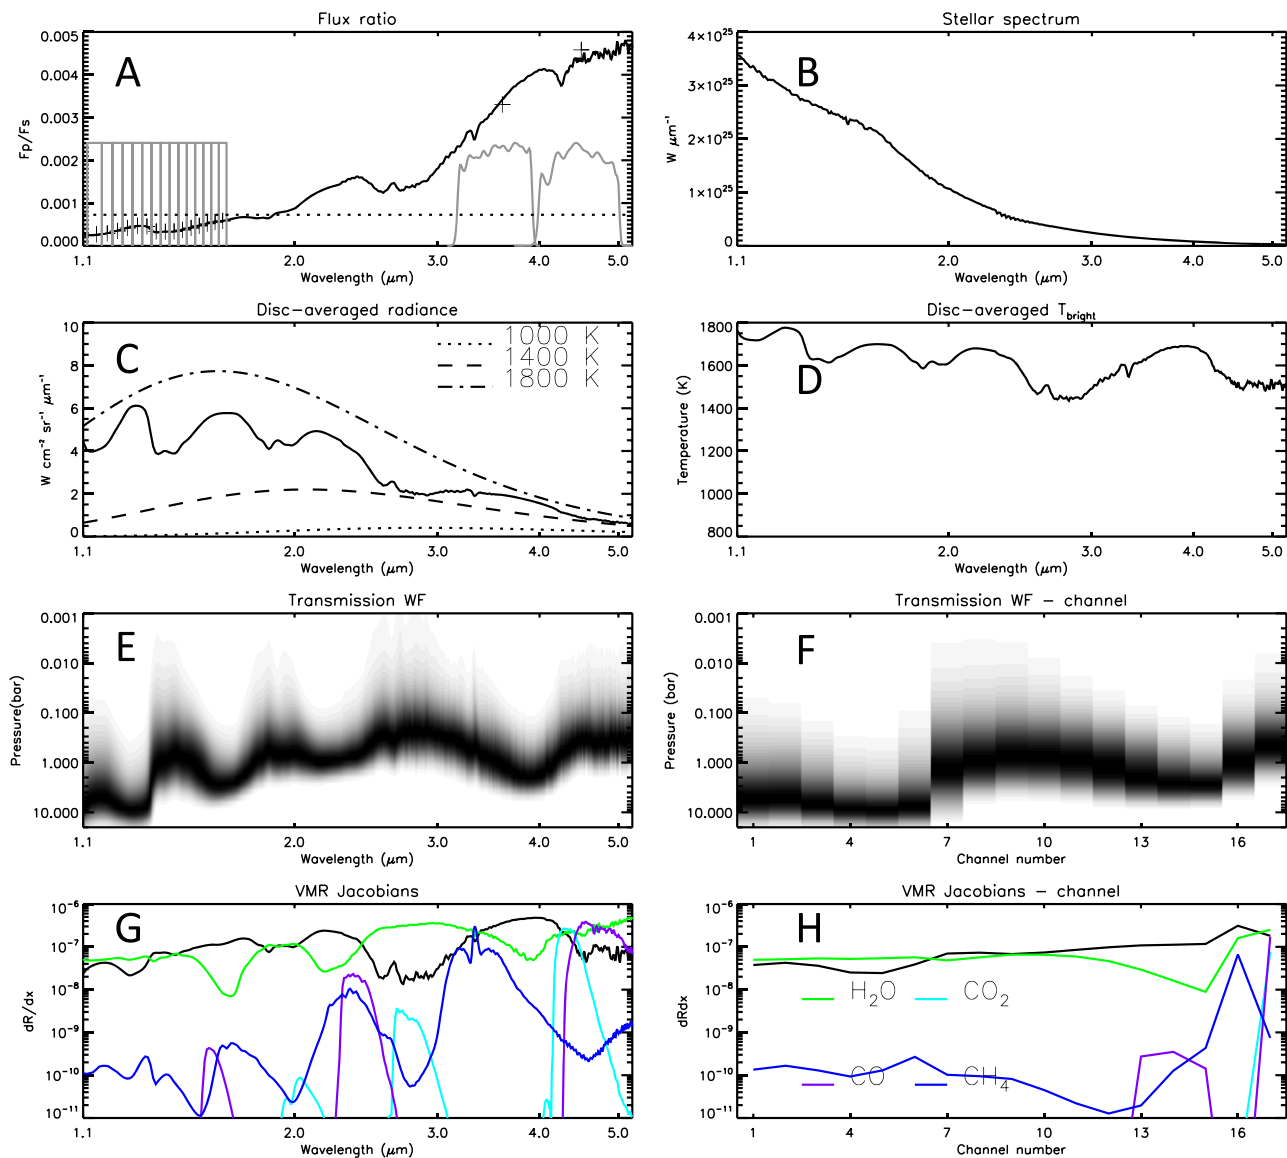 Flux ratio
A
Fp/Fs
0.005
0.004
0.003
0.002
0.001
0.000
1.1
2.0
3.0
4.0
5.0
Wavelength (μm)
Stellar spectrum
B
W μm⁻¹
4×10²⁵
3×10²⁵
2×10²⁵
1×10²⁵
0
1.1
2.0
3.0
4.0
5.0
Wavelength (μm)
Disc-averaged radiance
C
W cm⁻² sr⁻¹ μm⁻¹
10
8
6
4
2
0
1000 K
1400 K
1800 K
1.1
2.0
3.0
4.0
5.0
Wavelength (μm)
Disc-averaged T_bright
D
Temperature (K)
1800
1600
1400
1200
1000
800
1.1
2.0
3.0
4.0
5.0
Wavelength (μm)
Transmission WF
E
Pressure(bar)
0.001
0.010
0.100
1.000
10.000
1.1
2.0
3.0
4.0
5.0
Wavelength (μm)
Transmission WF - channel
F
Pressure (bar)
0.001
0.010
0.100
1.000
10.000
1
4
7
10
13
16
Channel number
VMR Jacobians
G
dR/dx
10⁻⁶
10⁻⁷
10⁻⁸
10⁻⁹
10⁻¹⁰
10⁻¹¹
1.1
2.0
3.0
4.0
5.0
Wavelength (μm)
VMR Jacobians - channel
H
dRdx
10⁻⁶
10⁻⁷
10⁻⁸
10⁻⁹
10⁻¹⁰
10⁻¹¹
H₂O
CO₂
CO
CH₄
1
4
7
10
13
16
Channel number